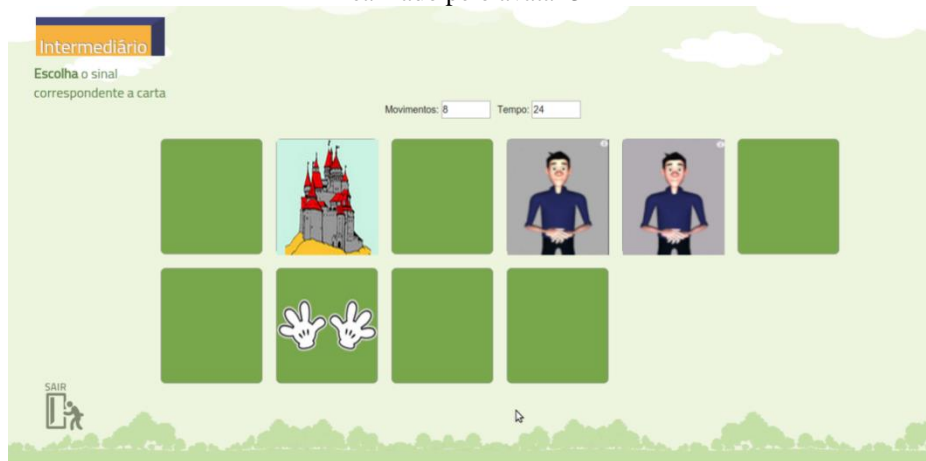 Intermediário
Escolha o sinal
correspondente a carta
Movimentos: 8 Tempo: 24
SAIR